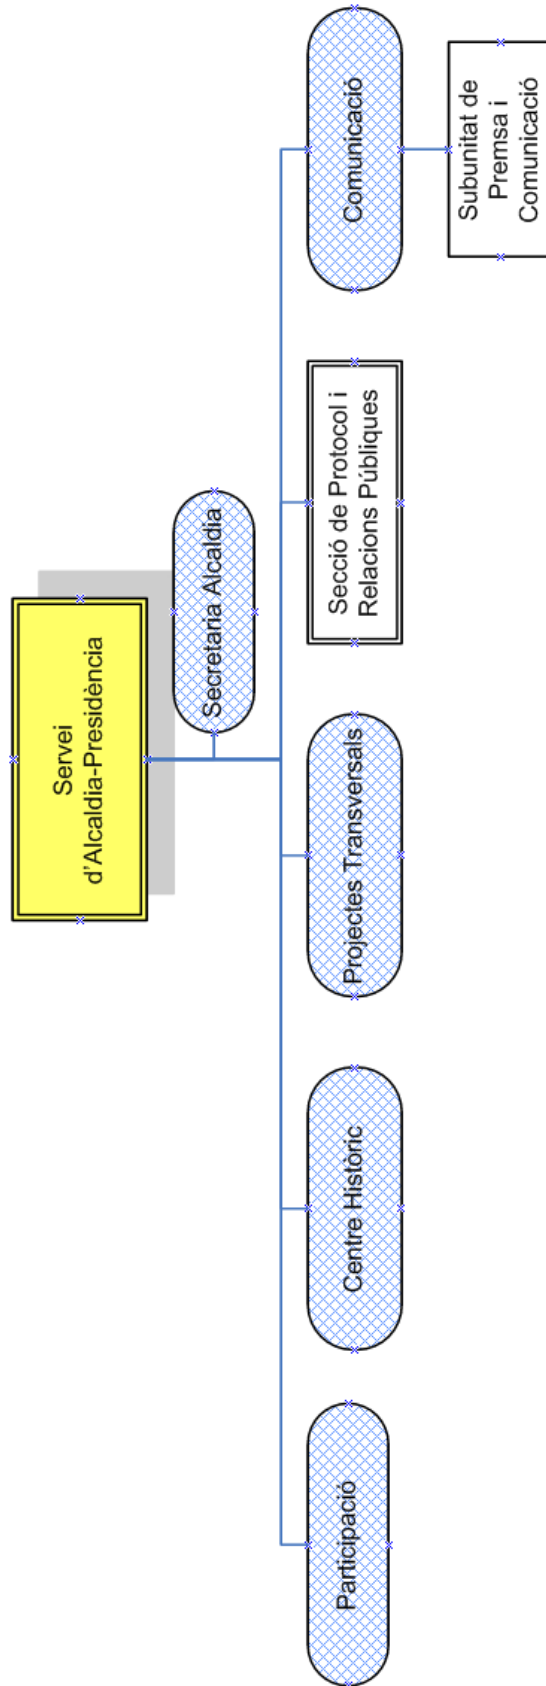 Servei
d'Alcaldia-Presidència
Secretaria Alcaldia
Participació
Centre Històric
Projectes Transversals
Secció de Protocol i
Relacions Públiques
Comunicació
Subunitat de
Premsa i
Comunicació